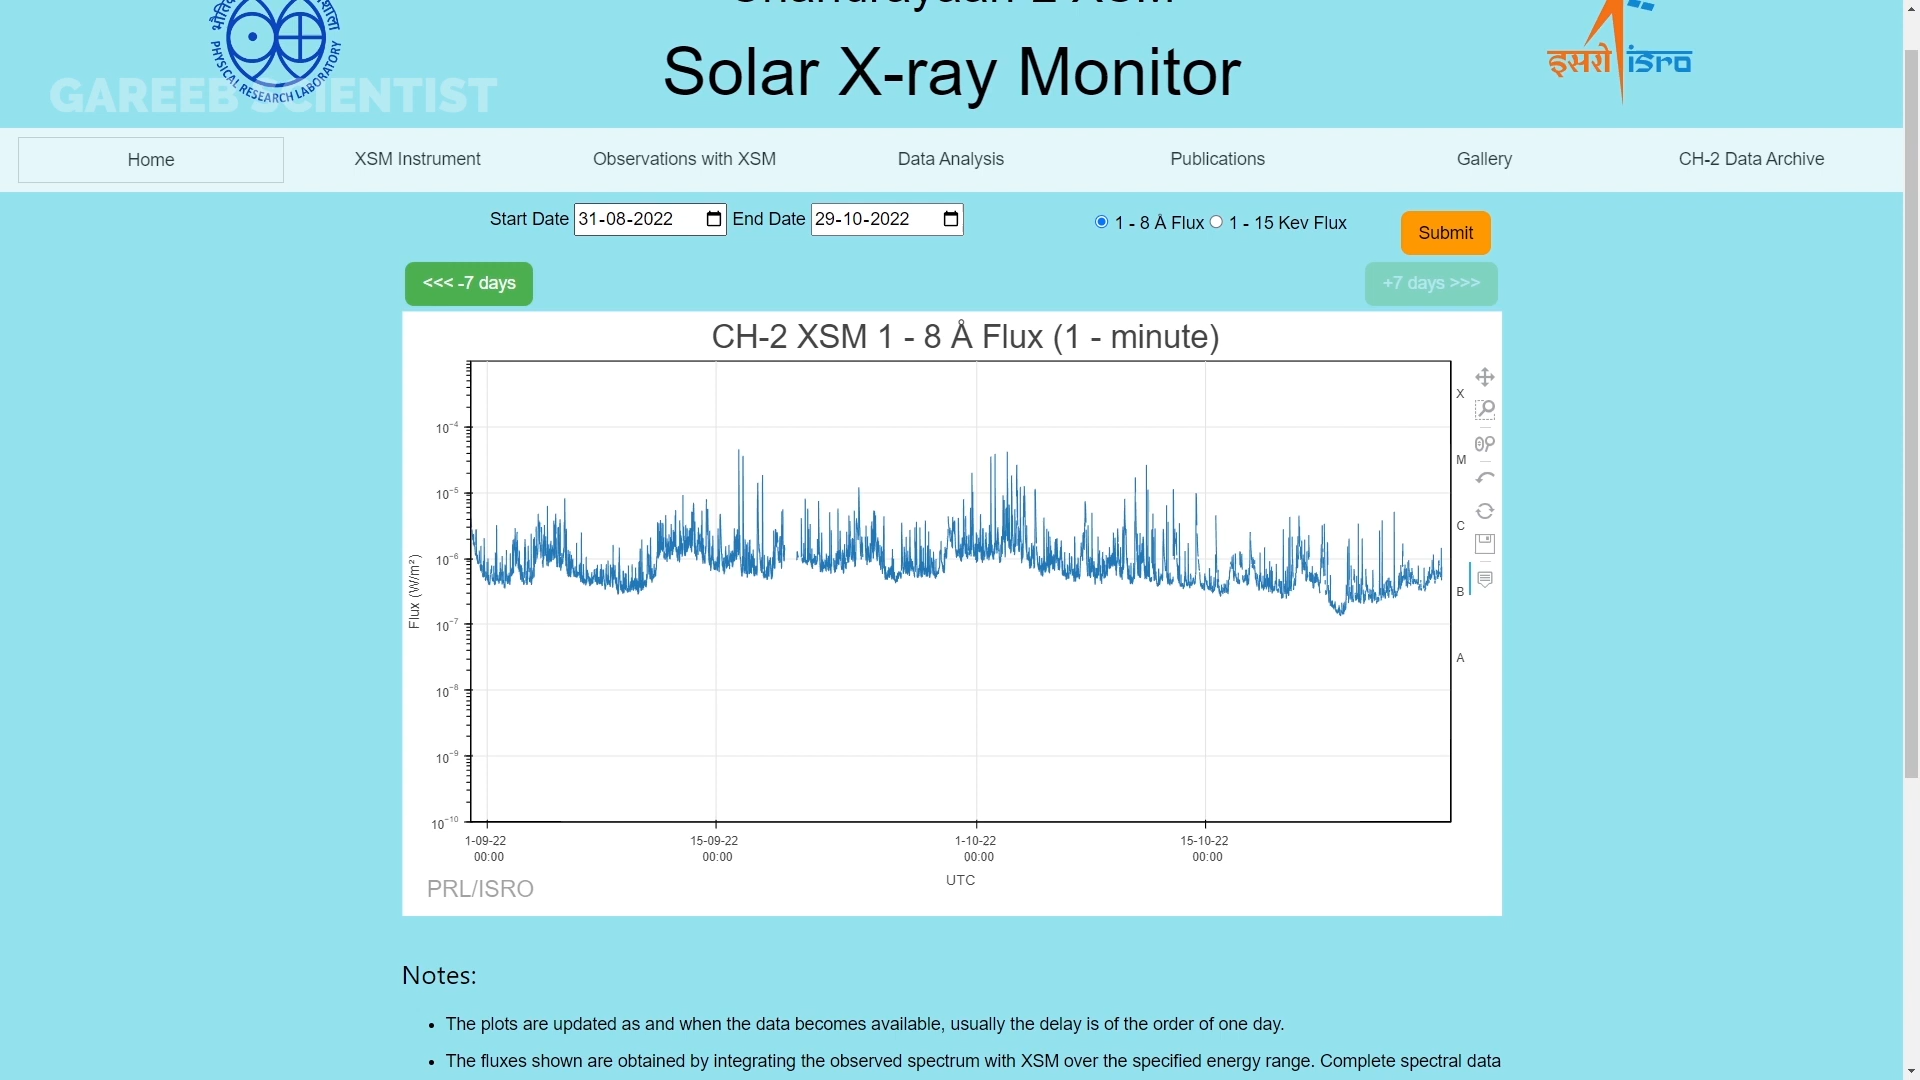 Chandrayaan-2 XSM
Solar X-ray Monitor
PHYSICAL RESEARCH LABORATORY
GAREEB SCIENTIST
इसरो isro
Home XSM Instrument Observations with XSM Data Analysis Publications Gallery CH-2 Data Archive
Start Date 31-08-2022 End Date 29-10-2022 1 - 8 Å Flux 1 - 15 Kev Flux Submit
<<< -7 days +7 days >>>
CH-2 XSM 1 - 8 Å Flux (1 - minute)
X
10⁻⁴
M
10⁻⁵
C
10⁻⁶
B
10⁻⁷
A
10⁻⁸
10⁻⁹
10⁻¹⁰
Flux (W/m²)
1-09-22 15-09-22 1-10-22 15-10-22
00:00 00:00 00:00 00:00
UTC
PRL/ISRO
Notes:
• The plots are updated as and when the data becomes available, usually the delay is of the order of one day.
• The fluxes shown are obtained by integrating the observed spectrum with XSM over the specified energy range. Complete spectral data